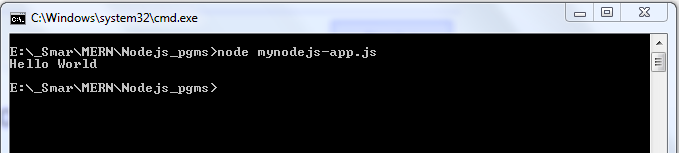 C:\Windows\system32\cmd.exe
E:\_Smar\MERN\Nodejs_pgms>node mynodejs-app.js
Hello World
E:\_Smar\MERN\Nodejs_pgms>